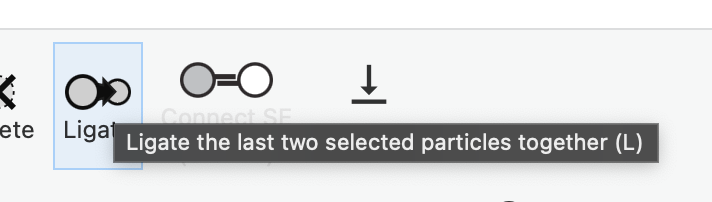 ete
Ligat
Connect SE
Ligate the last two selected particles together (L)